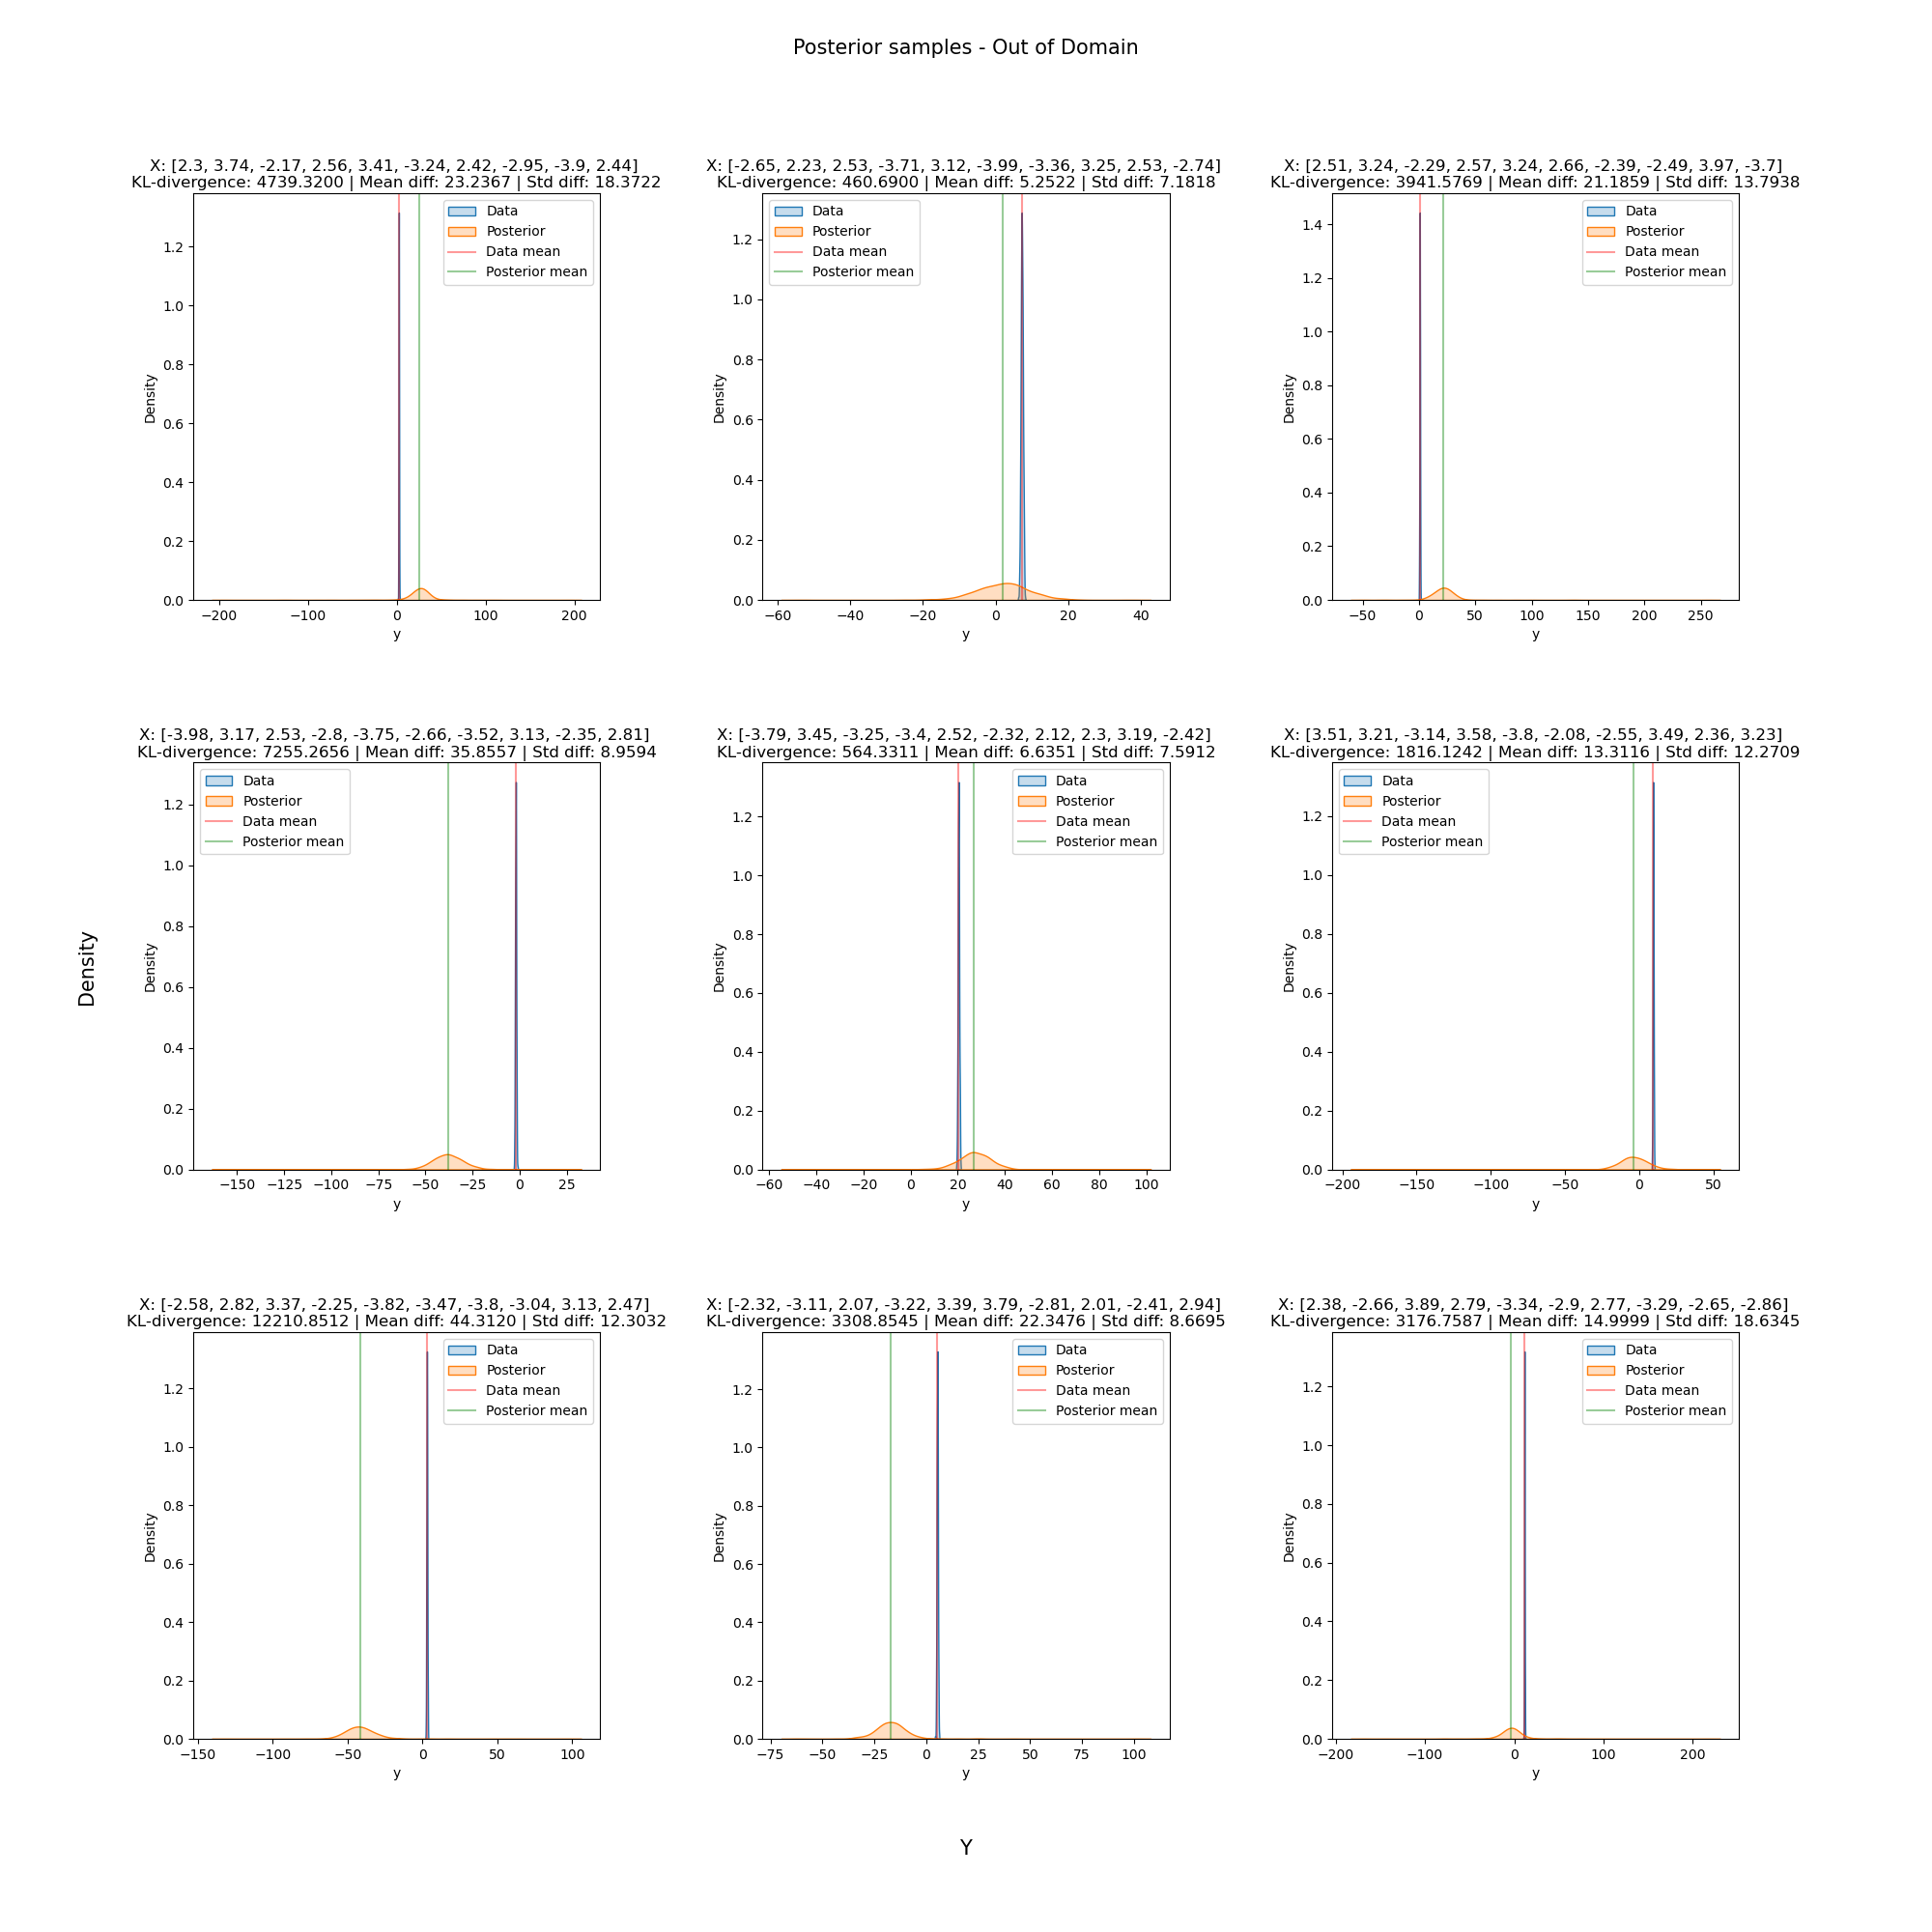 Posterior samples - Out of Domain
X: [2.3, 3.74, -2.17, 2.56, 3.41, -3.24, 2.42, -2.95, -3.9, 2.44]
KL-divergence: 4739.3200 | Mean diff: 23.2367 | Std diff: 18.3722
Data
Posterior
Data mean
Posterior mean
Density
0.0
0.2
0.4
0.6
0.8
1.0
1.2
−200 −100 0 100 200
y
X: [-2.65, 2.23, 2.53, -3.71, 3.12, -3.99, -3.36, 3.25, 2.53, -2.74]
KL-divergence: 460.6900 | Mean diff: 5.2522 | Std diff: 7.1818
Data
Posterior
Data mean
Posterior mean
Density
0.0
0.2
0.4
0.6
0.8
1.0
1.2
−60 −40 −20 0 20 40
y
X: [2.51, 3.24, -2.29, 2.57, 3.24, 2.66, -2.39, -2.49, 3.97, -3.7]
KL-divergence: 3941.5769 | Mean diff: 21.1859 | Std diff: 13.7938
Data
Posterior
Data mean
Posterior mean
Density
0.0
0.2
0.4
0.6
0.8
1.0
1.2
1.4
−50 0 50 100 150 200 250
y
X: [-3.98, 3.17, 2.53, -2.8, -3.75, -2.66, -3.52, 3.13, -2.35, 2.81]
KL-divergence: 7255.2656 | Mean diff: 35.8557 | Std diff: 8.9594
Data
Posterior
Data mean
Posterior mean
Density
0.0
0.2
0.4
0.6
0.8
1.0
1.2
−150 −125 −100 −75 −50 −25 0 25
y
X: [-3.79, 3.45, -3.25, -3.4, 2.52, -2.32, 2.12, 2.3, 3.19, -2.42]
KL-divergence: 564.3311 | Mean diff: 6.6351 | Std diff: 7.5912
Data
Posterior
Data mean
Posterior mean
Density
0.0
0.2
0.4
0.6
0.8
1.0
1.2
−60 −40 −20 0 20 40 60 80 100
y
X: [3.51, 3.21, -3.14, 3.58, -3.8, -2.08, -2.55, 3.49, 2.36, 3.23]
KL-divergence: 1816.1242 | Mean diff: 13.3116 | Std diff: 12.2709
Data
Posterior
Data mean
Posterior mean
Density
0.0
0.2
0.4
0.6
0.8
1.0
1.2
−200 −150 −100 −50 0 50
y
Density
X: [-2.58, 2.82, 3.37, -2.25, -3.82, -3.47, -3.8, -3.04, 3.13, 2.47]
KL-divergence: 12210.8512 | Mean diff: 44.3120 | Std diff: 12.3032
Data
Posterior
Data mean
Posterior mean
Density
0.0
0.2
0.4
0.6
0.8
1.0
1.2
−150 −100 −50 0 50 100
y
X: [-2.32, -3.11, 2.07, -3.22, 3.39, 3.79, -2.81, 2.01, -2.41, 2.94]
KL-divergence: 3308.8545 | Mean diff: 22.3476 | Std diff: 8.6695
Data
Posterior
Data mean
Posterior mean
Density
0.0
0.2
0.4
0.6
0.8
1.0
1.2
−75 −50 −25 0 25 50 75 100
y
X: [2.38, -2.66, 3.89, 2.79, -3.34, -2.9, 2.77, -3.29, -2.65, -2.86]
KL-divergence: 3176.7587 | Mean diff: 14.9999 | Std diff: 18.6345
Data
Posterior
Data mean
Posterior mean
Density
0.0
0.2
0.4
0.6
0.8
1.0
1.2
−200 −100 0 100 200
y
Y